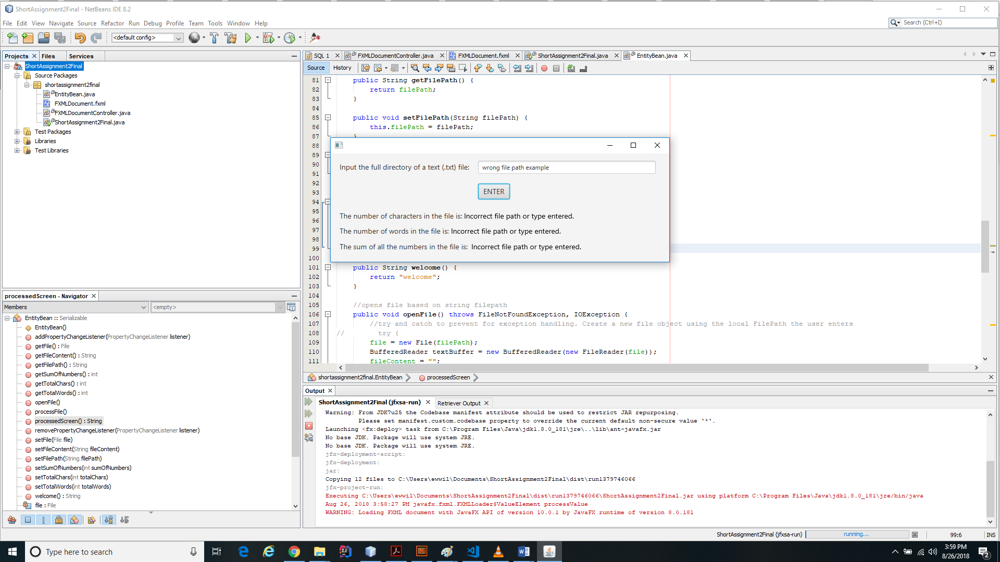 ShortAssignment2Final - NetBeans IDE 8.2
File Edit View Navigate Source Refactor Run Debug Profile Team Tools Window Help
Search (Ctrl+I)
<default config>
Projects Files Services
ShortAssignment2Final
Source Packages
shortassignment2final
EntityBean.java
FXMLDocument.fxml
FXMLDocumentController.java
ShortAssignment2Final.java
Test Packages
Libraries
Test Libraries
SQL 1 FXMLDocumentController.java FXMLDocument.fxml ShortAssignment2Final.java EntityBean.java
Source History
81 public String getFilePath() {
82 return filePath;
83 }
84
85 public void setFilePath(String filePath) {
86 this.filePath = filePath;
87 }
88
89
90
91
92
93
94
95
96
97
98
99
100
101 public String welcome() {
102 return "welcome";
103 }
104
105 //opens file based on string filepath
106 public void openFile() throws FileNotFoundException, IOException {
107 //try and catch to prevent for exception handling. Create a new file object using the local FilePath the user enters
108 // try {
109 file = new File(filePath);
110 BufferedReader textBuffer = new BufferedReader(new FileReader(file));
111 fileContent = "";
Input the full directory of a text (.txt) file: wrong file path example
ENTER
The number of characters in the file is: Incorrect file path or type entered.
The number of words in the file is: Incorrect file path or type entered.
The sum of all the numbers in the file is: Incorrect file path or type entered.
shortassignment2final.EntityBean processedScreen
processedScreen - Navigator
Members <empty>
EntityBean :: Serializable
EntityBean()
addPropertyChangeListener(PropertyChangeListener listener)
getFile() : File
getFileContent() : String
getFilePath() : String
getSumOfNumbers() : int
getTotalChars() : int
getTotalWords() : int
openFile()
processFile()
processedScreen() : String
removePropertyChangeListener(PropertyChangeListener listener)
setFile(File file)
setFileContent(String fileContent)
setFilePath(String filePath)
setSumOfNumbers(int sumOfNumbers)
setTotalChars(int totalChars)
setTotalWords(int totalWords)
welcome() : String
file : File
Output
ShortAssignment2Final (jfxsa-run) Retriever Output
Warning: From JDK7u25 the Codebase manifest attribute should be used to restrict JAR repurposing.
Please set manifest.custom.codebase property to override the current default non-secure value '*'.
Launching <fx:deploy> task from C:\Program Files\Java\jdk1.8.0_181\jre\..\lib\ant-javafx.jar
No base JDK. Package will use system JRE.
No base JDK. Package will use system JRE.
jfx-deployment-script:
jfx-deployment:
jar:
Copying 12 files to C:\Users\ewwil\Documents\ShortAssignment2Final\dist\run1379746066
jfx-project-run:
Executing C:\Users\ewwil\Documents\ShortAssignment2Final\dist\run1379746066\ShortAssignment2Final.jar using platform C:\Program Files\Java\jdk1.8.0_181\jre/bin/java
Aug 26, 2018 3:58:27 PM javafx.fxml.FXMLLoader$ValueElement processValue
WARNING: Loading FXML document with JavaFX API of version 10.0.1 by JavaFX runtime of version 8.0.181
ShortAssignment2Final (jfxsa-run) running... 99:6 INS
Type here to search
3:59 PM
8/26/2018
2